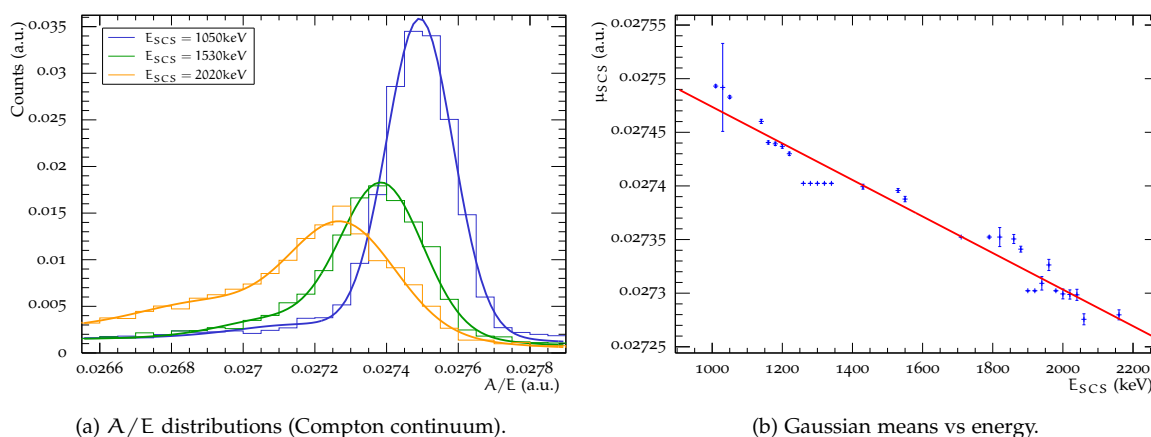 0.035
0.03
0.025
0.02
0.015
0.01
0.005
0
Counts (a.u.)
E_SCS = 1050keV
E_SCS = 1530keV
E_SCS = 2020keV
0.0266 0.0268 0.027 0.0272 0.0274 0.0276 0.0278
A/E (a.u.)
(a) A/E distributions (Compton continuum).
0.02755
0.0275
0.02745
0.0274
0.02735
0.0273
0.02725
μ_SCS (a.u.)
1000 1200 1400 1600 1800 2000 2200
E_SCS (keV)
(b) Gaussian means vs energy.